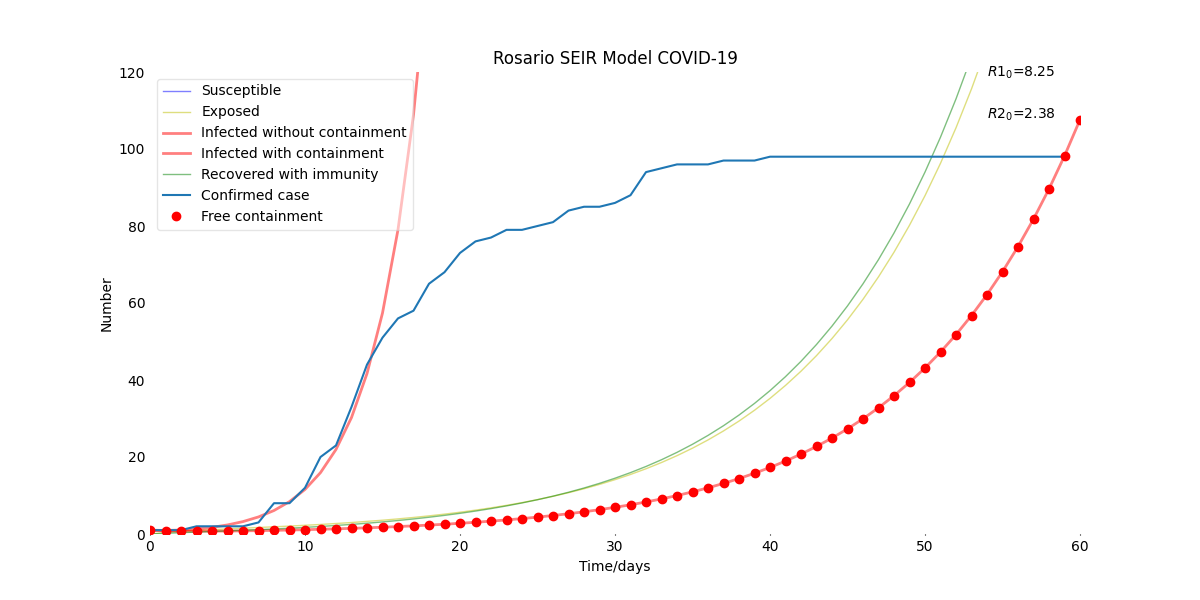 Rosario SEIR Model COVID-19
120
100
80
60
40
20
0
Number
Susceptible
Exposed
Infected without containment
Infected with containment
Recovered with immunity
Confirmed case
Free containment
R1₀=8.25
R2₀=2.38
0 10 20 30 40 50 60
Time/days